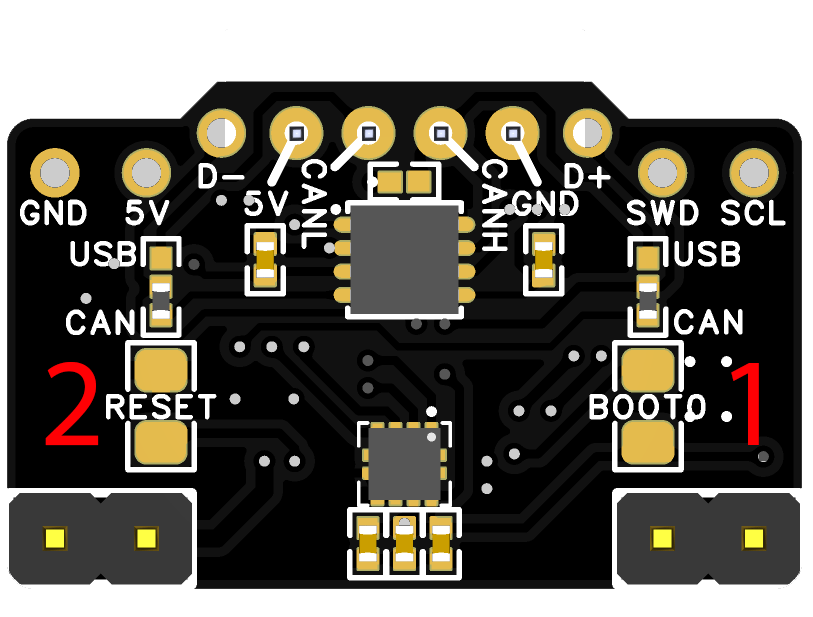 D- D+
5V CANL CANH GND
GND 5V SWD SCL
USB USB
CAN CAN
2 1
RESET BOOT0